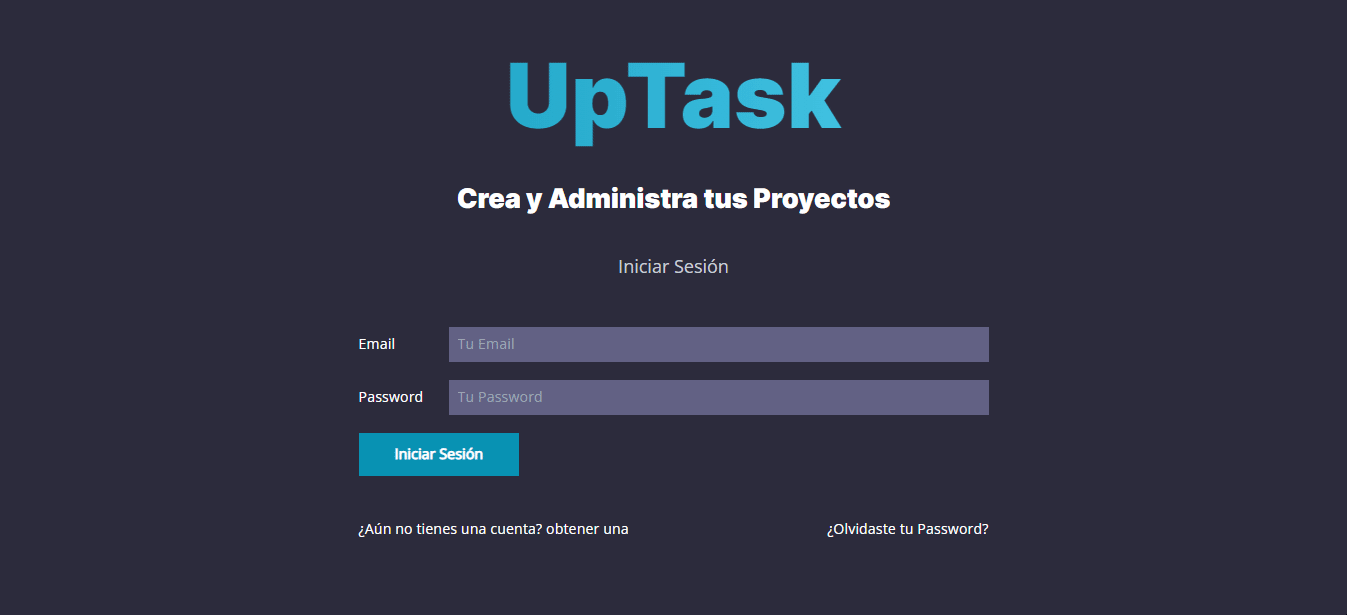 UpTask
Crea y Administra tus Proyectos
Iniciar Sesión
Email
Tu Email
Password
Tu Password
Iniciar Sesión
¿Aún no tienes una cuenta? obtener una
¿Olvidaste tu Password?